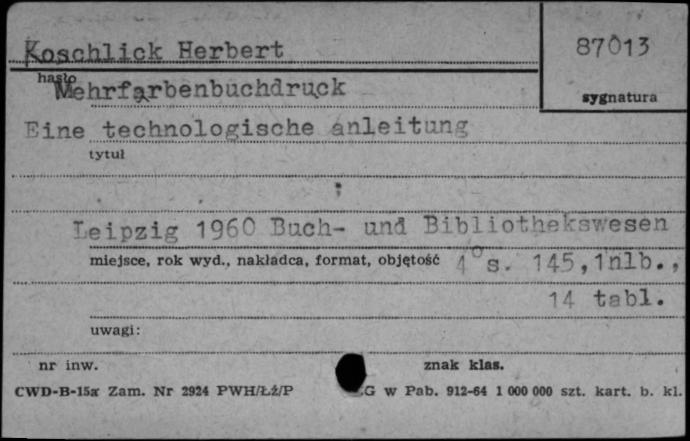 Koschlick Herbert
87013
hasło
Mehrfarbenbuchdruck
sygnatura
Eine technologische anleitung
tytuł
Leipzig 1960 Buch- und Bibliothekswesen
miejsce, rok wyd., nakładca, format, objętość 4° s. 145,1nlb.,
14 tabl.
uwagi:
nr inw. znak klas.
CWD-B-15a Zam. Nr 2924 PWH/Łż/P G w Pab. 912-64 1 000 000 szt. kart. b. kl.